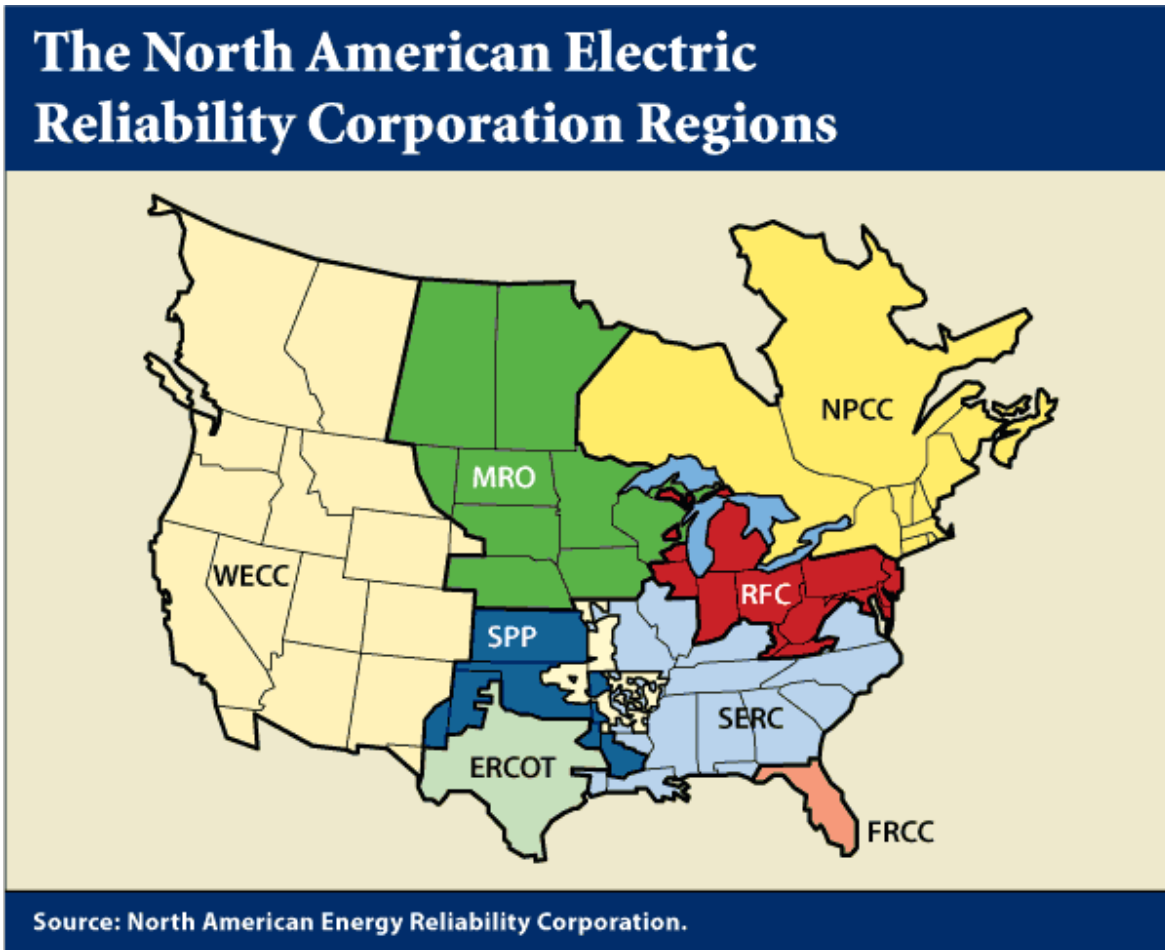 The North American Electric
Reliability Corporation Regions
NPCC
MRO
WECC
RFC
SPP
SERC
ERCOT
FRCC
Source: North American Energy Reliability Corporation.